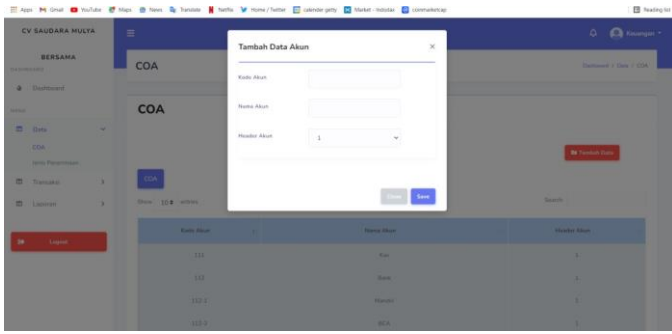 Apps Gmail YouTube Maps News Translate Netflix Home / Twitter calender getty Market - Indodax coinmarketcap Reading list
CV SAUDARA MULYA
BERSAMA
Keuangan
Dashboard
Data
COA
Transaksi
Laporan
Logout
COA
Dashboard / Data / COA
COA
Tambah Data
COA
Show 10 entries
Search
Kode Akun Nama Akun Header Akun
111 Kas 1
112 Bank 1
112-1 Mandiri 1
112-2 BCA 1
Tambah Data Akun ×
Kode Akun
Nama Akun
Header Akun 1
Close Save